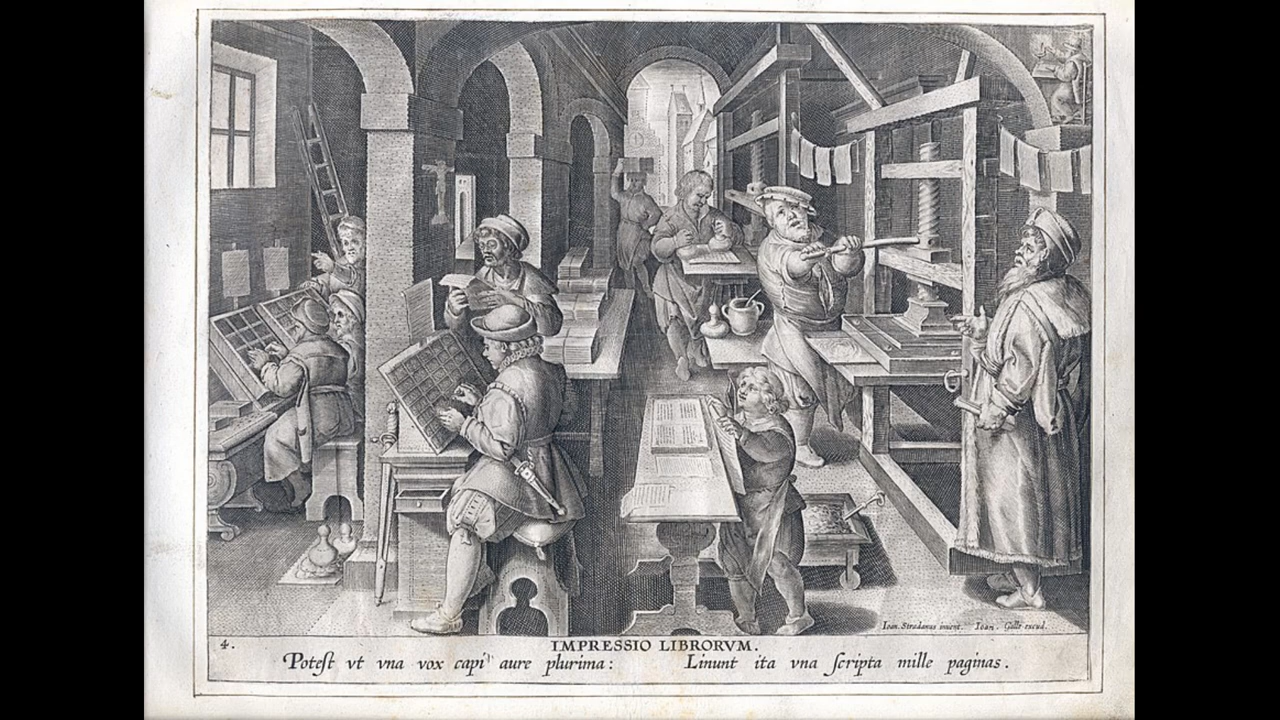 Ioan. Stradanus invent. Ioan. Galle excud.
4.
IMPRESSIO LIBRORVM.
Poteſt vt vna vox capi aure plurima: Linunt ita vna ſcripta mille paginas.